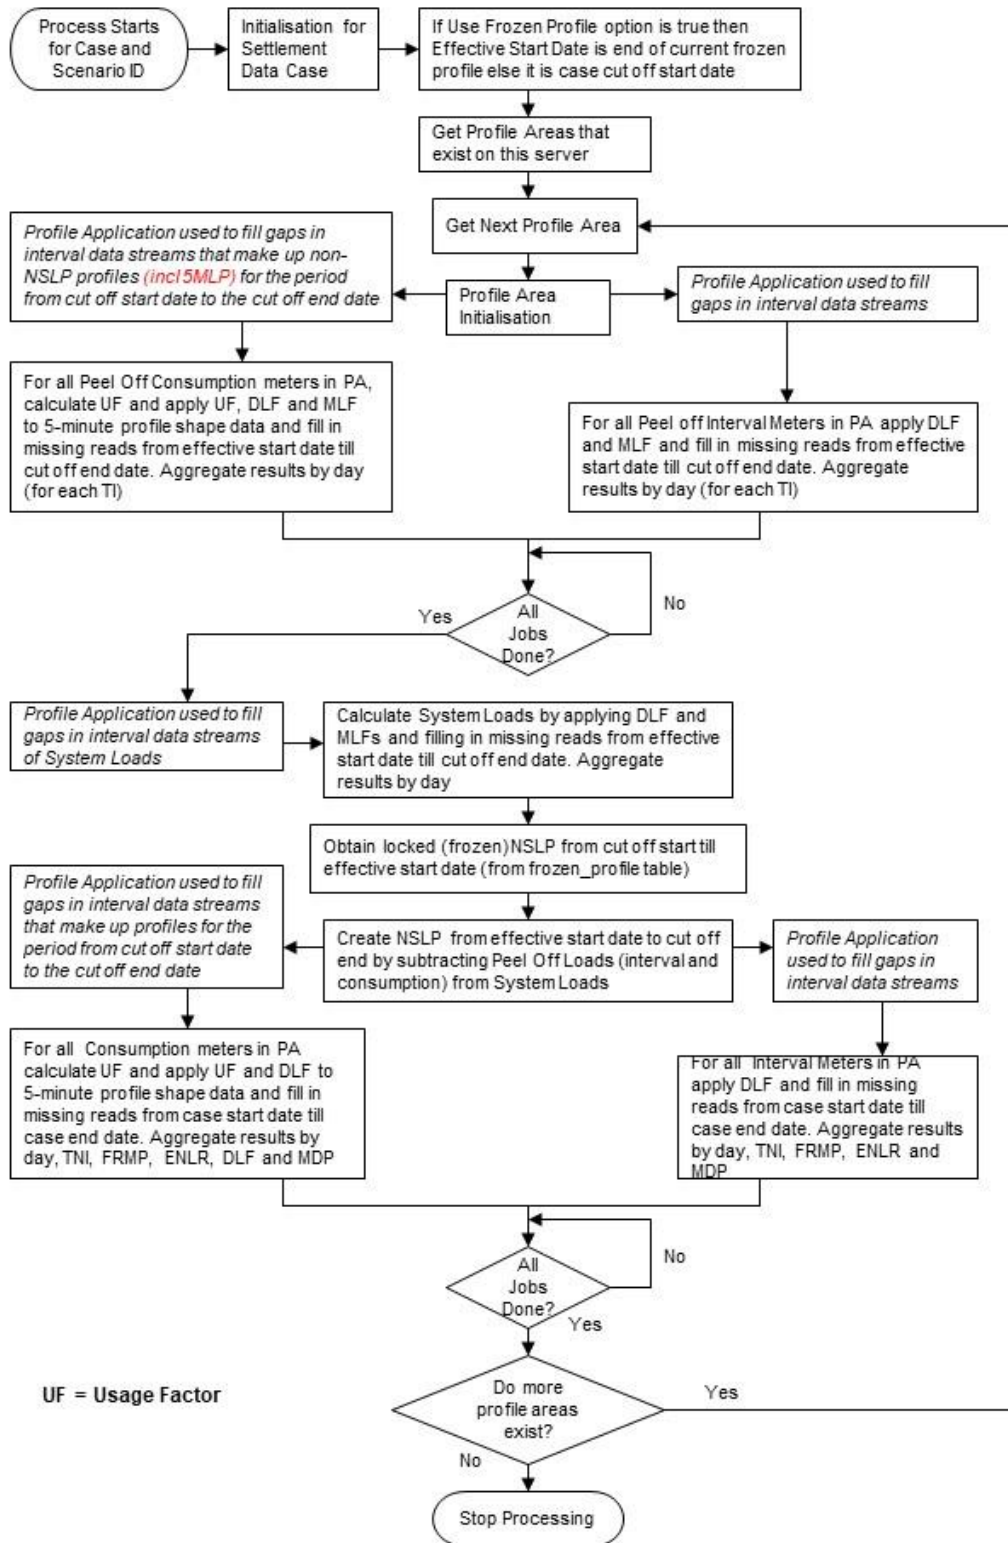 Process Starts
for Case and
Scenario ID
Initialisation for
Settlement
Data Case
If Use Frozen Profile option is true then
Effective Start Date is end of current frozen
profile else it is case cut off start date
Get Profile Areas that
exist on this server
Get Next Profile Area
Profile Application used to fill gaps in
interval data streams that make up non-
NSLP profiles (incl 5MLP) for the period
from cut off start date to the cut off end date
Profile Area
Initialisation
Profile Application used to fill
gaps in interval data streams
For all Peel Off Consumption meters in PA,
calculate UF and apply UF, DLF and MLF
to 5-minute profile shape data and fill in
missing reads from effective start date till
cut off end date. Aggregate results by day
(for each TI)
For all Peel off Interval Meters in PA apply DLF
and MLF and fill in missing reads from effective
start date till cut off end date. Aggregate
results by day (for each TI)
All
Jobs
Done?
No
Yes
Profile Application used to fill
gaps in interval data streams
of System Loads
Calculate System Loads by applying DLF and
MLFs and filling in missing reads from effective
start date till cut off end date. Aggregate
results by day
Obtain locked (frozen) NSLP from cut off start till
effective start date (from frozen_profile table)
Profile Application used to fill
gaps in interval data streams
that make up profiles for the
period from cut off start date
to the cut off end date
Create NSLP from effective start date to cut off
end by subtracting Peel Off Loads (interval and
consumption) from System Loads
Profile Application
used to fill gaps in
interval data streams
For all Consumption meters in PA
calculate UF and apply UF and DLF to
5-minute profile shape data and fill in
missing reads from case start date till
case end date. Aggregate results by
day, TNI, FRMP, ENLR, DLF and MDP
For all Interval Meters in PA
apply DLF and fill in missing
reads from case start date till
case end date. Aggregate results
by day, TNI, FRMP, ENLR and
MDP
All
Jobs
Done?
No
Yes
UF = Usage Factor
Do more
profile areas
exist?
Yes
No
Stop Processing